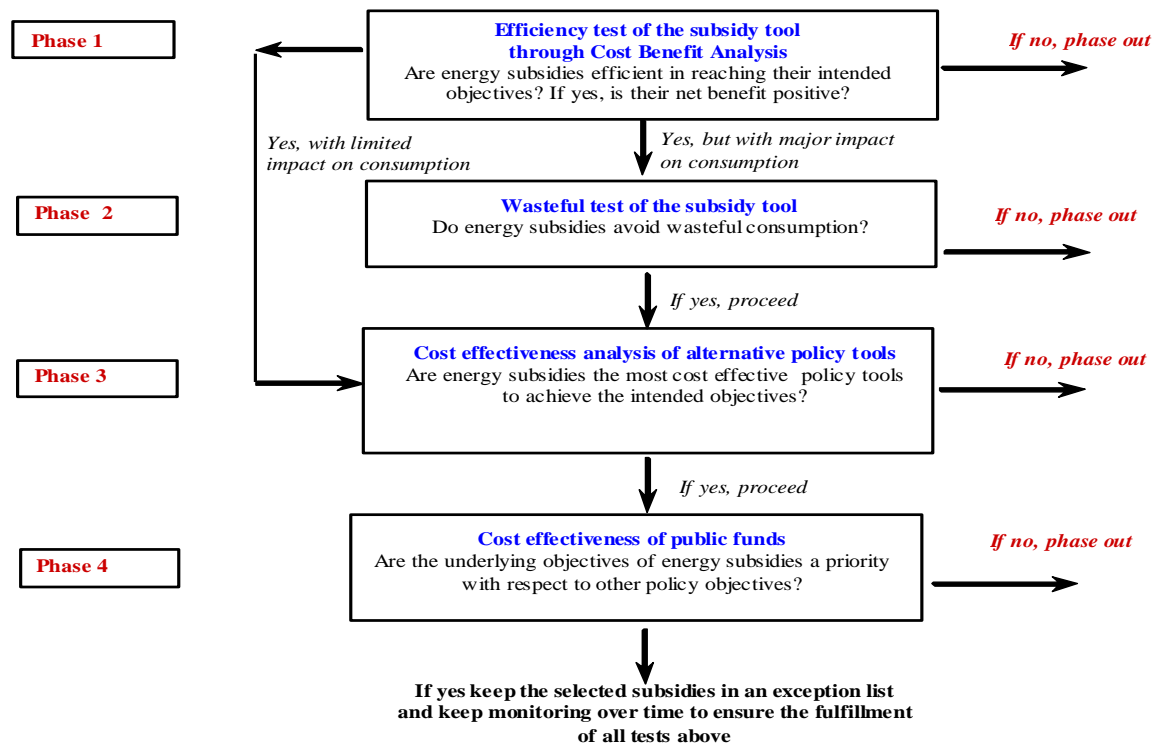 Phase 1
Efficiency test of the subsidy tool
through Cost Benefit Analysis
Are energy subsidies efficient in reaching their intended
objectives? If yes, is their net benefit positive?
If no, phase out
Yes, with limited
impact on consumption
Yes, but with major impact
on consumption
Phase 2
Wasteful test of the subsidy tool
Do energy subsidies avoid wasteful consumption?
If no, phase out
If yes, proceed
Phase 3
Cost effectiveness analysis of alternative policy tools
Are energy subsidies the most cost effective policy tools
to achieve the intended objectives?
If no, phase out
If yes, proceed
Phase 4
Cost effectiveness of public funds
Are the underlying objectives of energy subsidies a priority
with respect to other policy objectives?
If no, phase out
If yes keep the selected subsidies in an exception list
and keep monitoring over time to ensure the fulfillment
of all tests above